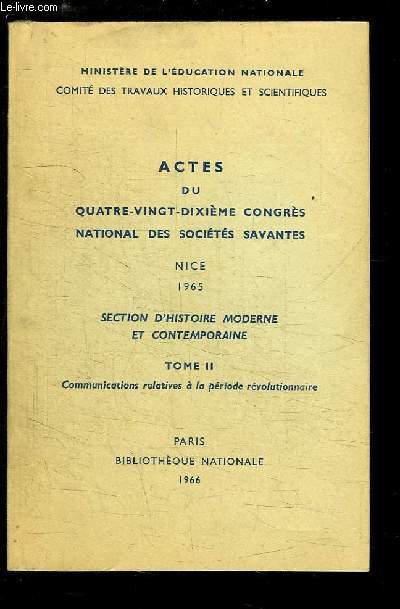 Le-Livre.com
MINISTÈRE DE L'ÉDUCATION NATIONALE
COMITÉ DES TRAVAUX HISTORIQUES ET SCIENTIFIQUES
ACTES
DU
QUATRE-VINGT-DIXIÈME CONGRÈS
NATIONAL DES SOCIÉTÉS SAVANTES
NICE
1965
SECTION D'HISTOIRE MODERNE
ET CONTEMPORAINE
TOME II
Communications relatives à la période révolutionnaire
PARIS
BIBLIOTHÈQUE NATIONALE
1966